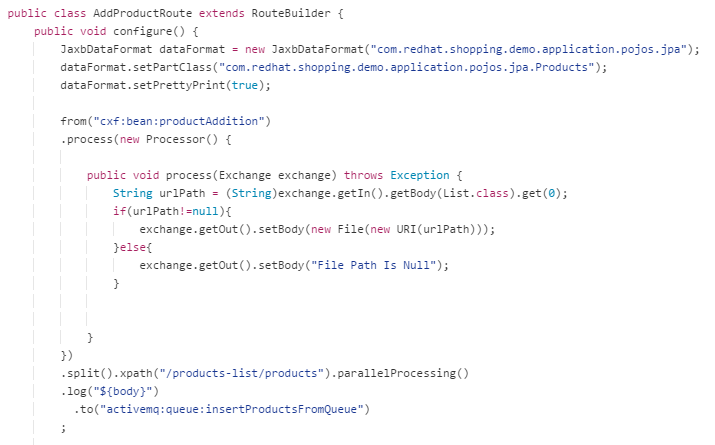 public class AddProductRoute extends RouteBuilder {
    public void configure() {
        JaxbDataFormat dataFormat = new JaxbDataFormat("com.redhat.shopping.demo.application.pojos.jpa");
        dataFormat.setPartClass("com.redhat.shopping.demo.application.pojos.jpa.Products");
        dataFormat.setPrettyPrint(true);

        from("cxf:bean:productAddition")
        .process(new Processor() {

            public void process(Exchange exchange) throws Exception {
                String urlPath = (String)exchange.getIn().getBody(List.class).get(0);
                if(urlPath!=null){
                    exchange.getOut().setBody(new File(new URI(urlPath)));
                }else{
                    exchange.getOut().setBody("File Path Is Null");
                }


            }
        })
        .split().xpath("/products-list/products").parallelProcessing()
        .log("${body}")
          .to("activemq:queue:insertProductsFromQueue")
        ;